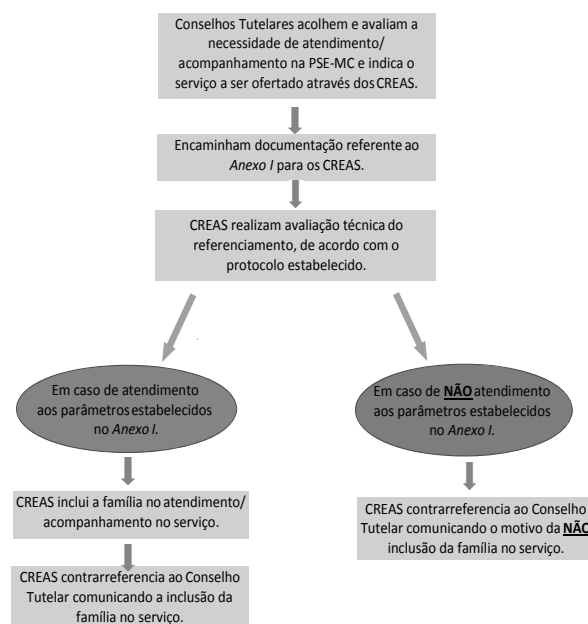 Conselhos Tutelares acolhem e avaliam a
necessidade de atendimento/
acompanhamento na PSE-MC e indica o
serviço a ser ofertado através dos CREAS.
Encaminham documentação referente ao
Anexo I para os CREAS.
CREAS realizam avaliação técnica do
referenciamento, de acordo com o
protocolo estabelecido.
Em caso de atendimento
aos parâmetros estabelecidos
no Anexo I.
CREAS inclui a família no atendimento/
acompanhamento no serviço.
CREAS contrarreferencia ao Conselho
Tutelar comunicando a inclusão da
família no serviço.
Em caso de NÃO atendimento
aos parâmetros estabelecidos
no Anexo I.
CREAS contrarreferencia ao Conselho
Tutelar comunicando o motivo da NÃO
inclusão da família no serviço.